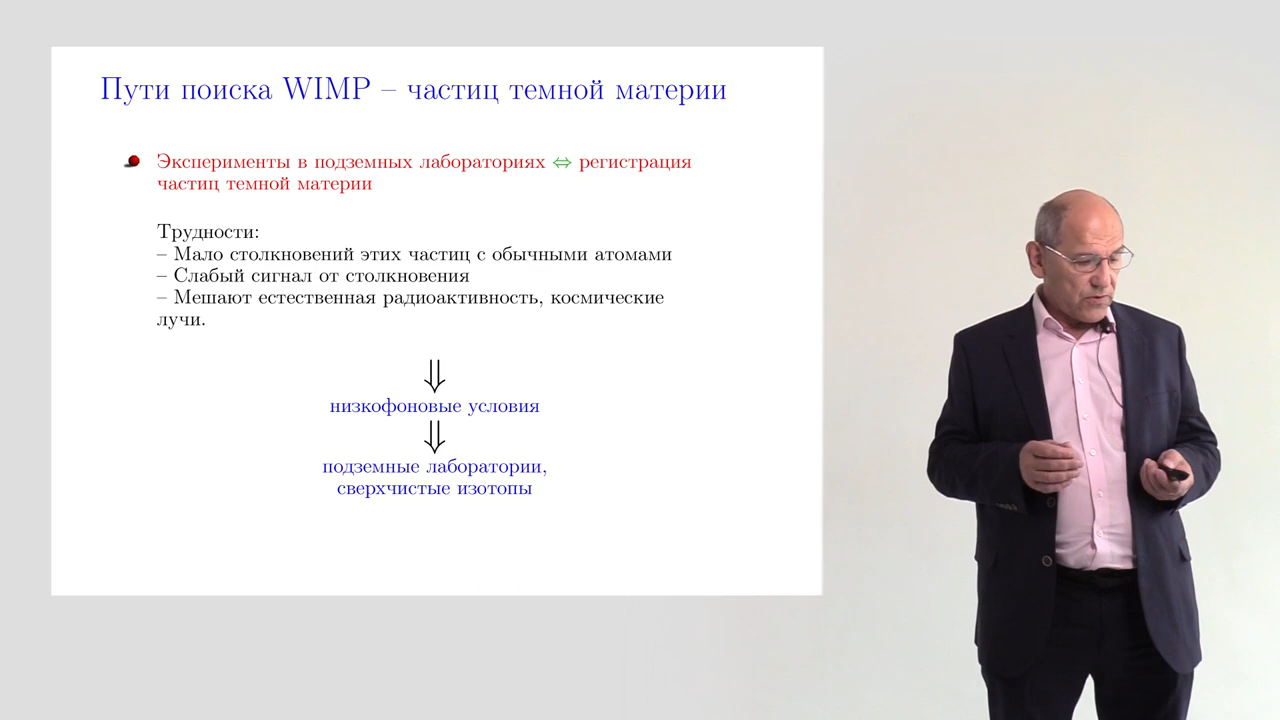 Пути поиска WIMP – частиц темной материи
Эксперименты в подземных лабораториях ⇔ регистрация
частиц темной материи
Трудности:
– Мало столкновений этих частиц с обычными атомами
– Слабый сигнал от столкновения
– Мешают естественная радиоактивность, космические
лучи.
⇓
низкофоновые условия
⇓
подземные лаборатории,
сверхчистые изотопы